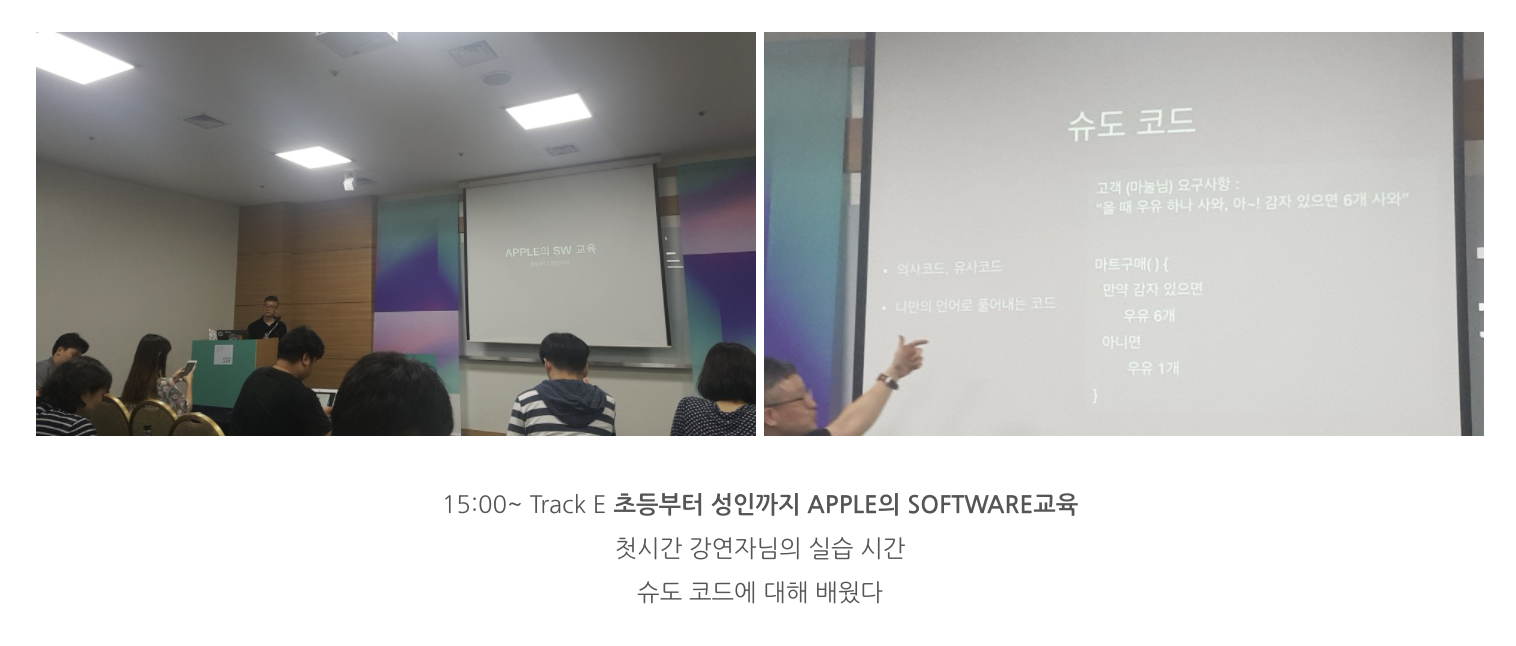 APPLE의 SW 교육
슈도 코드
고객 (마눌님) 요구사항 :
“올 때 우유 하나 사와, 아~! 감자 있으면 6개 사와”
• 의사코드, 유사코드
• 나만의 언어로 풀어내는 코드
마트구매( ) {
만약 감자 있으면
우유 6개
아니면
우유 1개
}
15:00~ Track E 초등부터 성인까지 APPLE의 SOFTWARE교육
첫시간 강연자님의 실습 시간
슈도 코드에 대해 배웠다